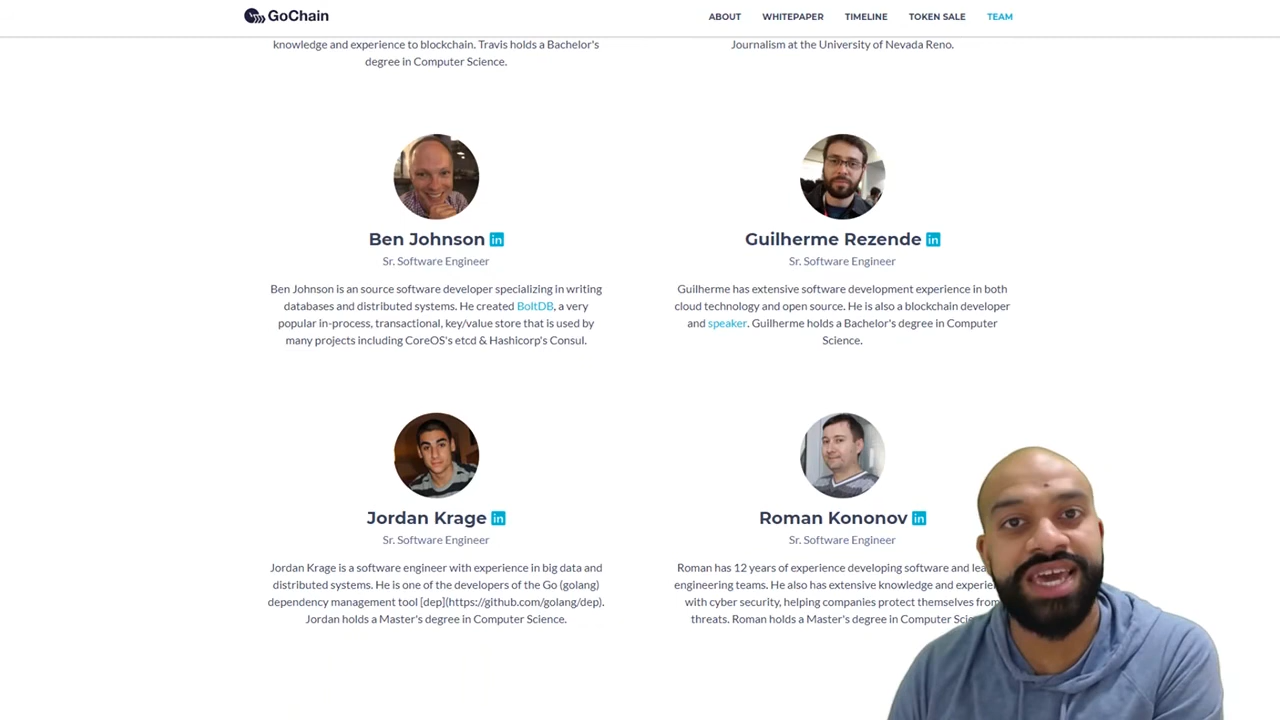 GoChain
ABOUT WHITEPAPER TIMELINE TOKEN SALE TEAM
knowledge and experience to blockchain. Travis holds a Bachelor's
degree in Computer Science.
Journalism at the University of Nevada Reno.
Ben Johnson in
Sr. Software Engineer
Ben Johnson is an source software developer specializing in writing
databases and distributed systems. He created BoltDB, a very
popular in-process, transactional, key/value store that is used by
many projects including CoreOS's etcd & Hashicorp's Consul.
Guilherme Rezende in
Sr. Software Engineer
Guilherme has extensive software development experience in both
cloud technology and open source. He is also a blockchain developer
and speaker. Guilherme holds a Bachelor's degree in Computer
Science.
Jordan Krage in
Sr. Software Engineer
Jordan Krage is a software engineer with experience in big data and
distributed systems. He is one of the developers of the Go (golang)
dependency management tool [dep](https://github.com/golang/dep).
Jordan holds a Master's degree in Computer Science.
Roman Kononov in
Sr. Software Engineer
Roman has 12 years of experience developing software and
engineering teams. He also has extensive knowledge and
with cyber security, helping companies protect themselves from
threats. Roman holds a Master's degree in Computer